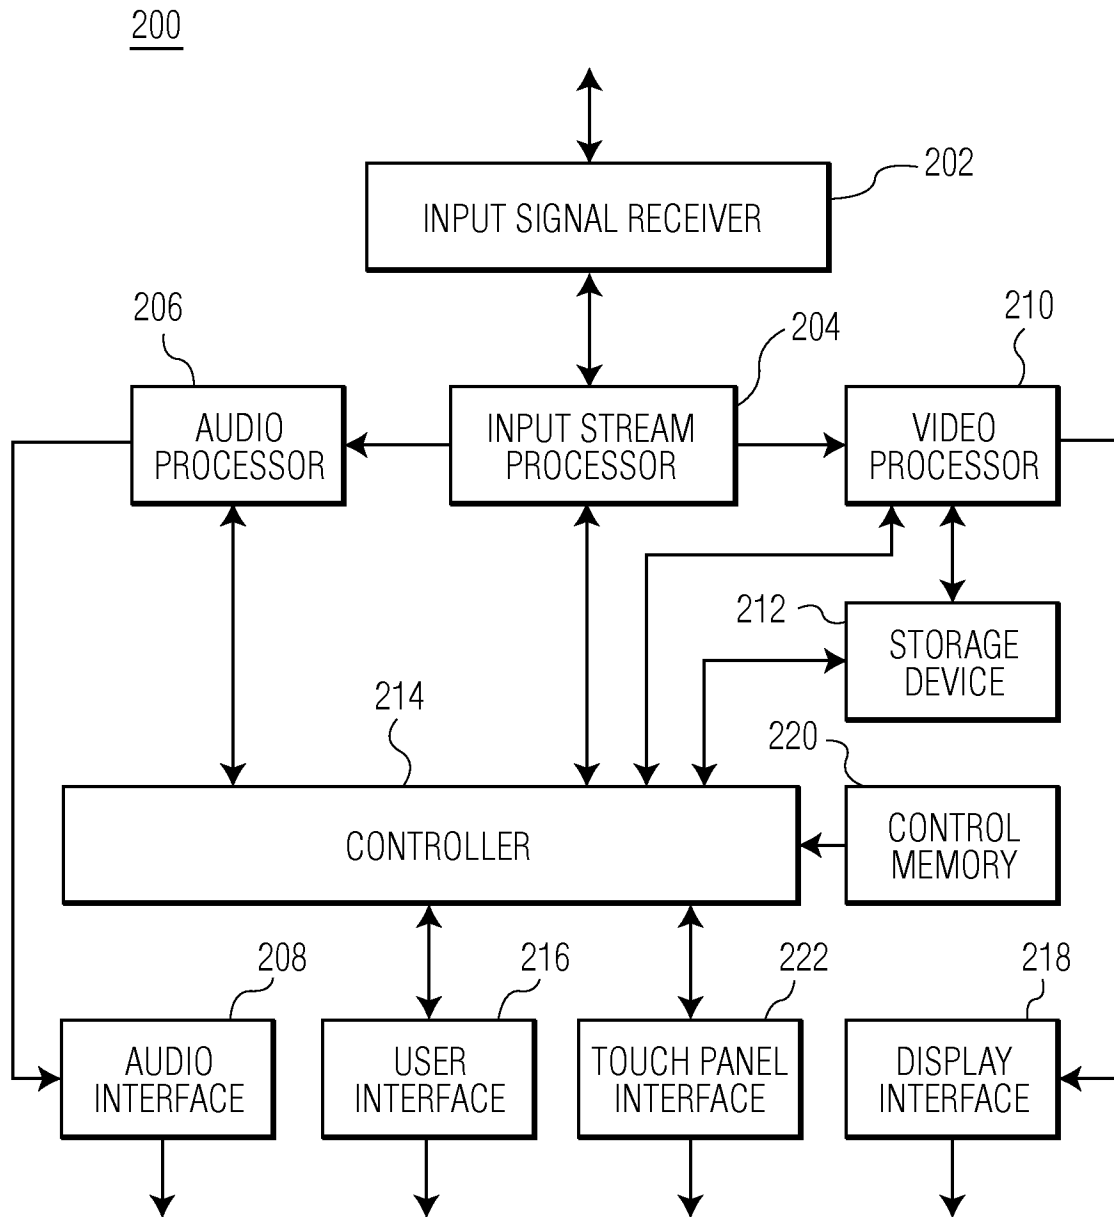 200
202
INPUT SIGNAL RECEIVER
206
204
210
AUDIO
PROCESSOR
INPUT STREAM
PROCESSOR
VIDEO
PROCESSOR
212
STORAGE
DEVICE
214
220
CONTROLLER
CONTROL
MEMORY
208
216
222
218
AUDIO
INTERFACE
USER
INTERFACE
TOUCH PANEL
INTERFACE
DISPLAY
INTERFACE